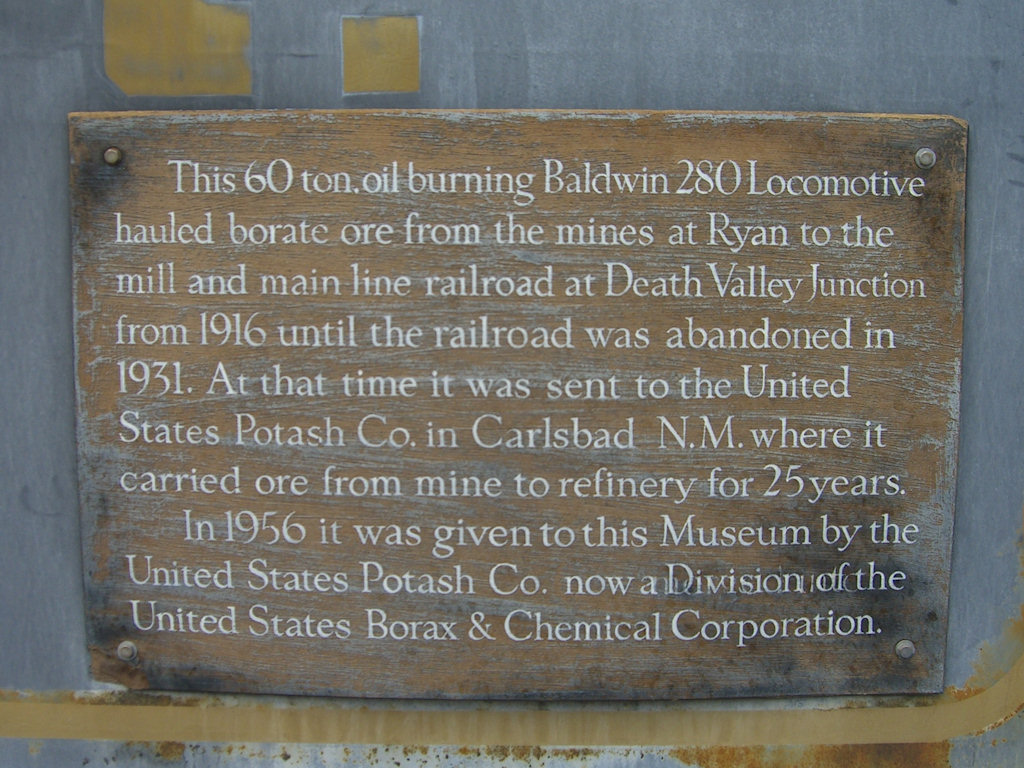 This 60 ton, oil burning Baldwin 280 Locomotive
hauled borate ore from the mines at Ryan to the
mill and main line railroad at Death Valley Junction
from 1916 until the railroad was abandoned in
1931. At that time it was sent to the United
States Potash Co. in Carlsbad N.M. where it
carried ore from mine to refinery for 25 years.
In 1956 it was given to this Museum by the
United States Potash Co. now a Division of the
United States Borax & Chemical Corporation.